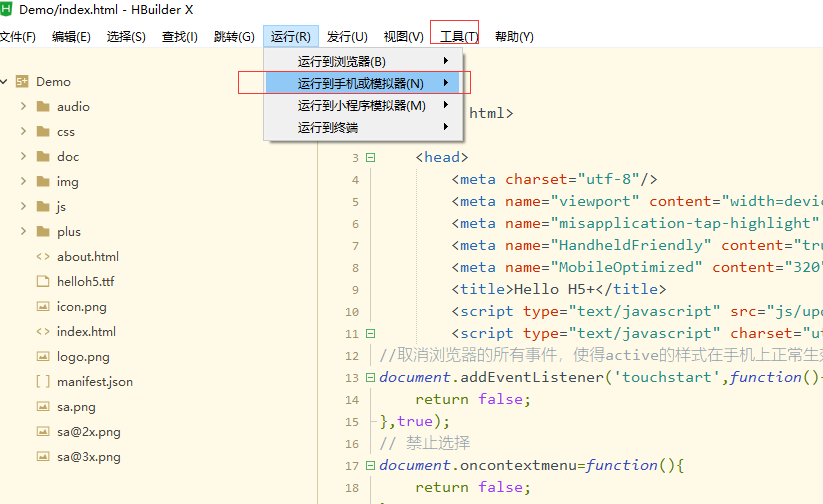 Demo/index.html - HBuilder X
文件(F) 编辑(E) 选择(S) 查找(I) 跳转(G) 运行(R) 发行(U) 视图(V) 工具(T) 帮助(Y)
运行到浏览器(B)
运行到手机或模拟器(N)
运行到小程序模拟器(M)
运行到终端
Demo
audio
css
doc
img
js
plus
about.html
helloh5.ttf
icon.png
index.html
logo.png
manifest.json
sa.png
sa@2x.png
sa@3x.png
html>
3 <head>
4 <meta charset="utf-8"/>
5 <meta name="viewport" content="width=devic
6 <meta name="misapplication-tap-highlight"
7 <meta name="HandheldFriendly" content="tru
8 <meta name="MobileOptimized" content="320"
9 <title>Hello H5+</title>
10 <script type="text/javascript" src="js/upd
11 <script type="text/javascript" charset="ut
12 //取消浏览器的所有事件，使得active的样式在手机上正常生效
13 document.addEventListener('touchstart',function(){
14 return false;
15 },true);
16 // 禁止选择
17 document.oncontextmenu=function(){
18 return false;